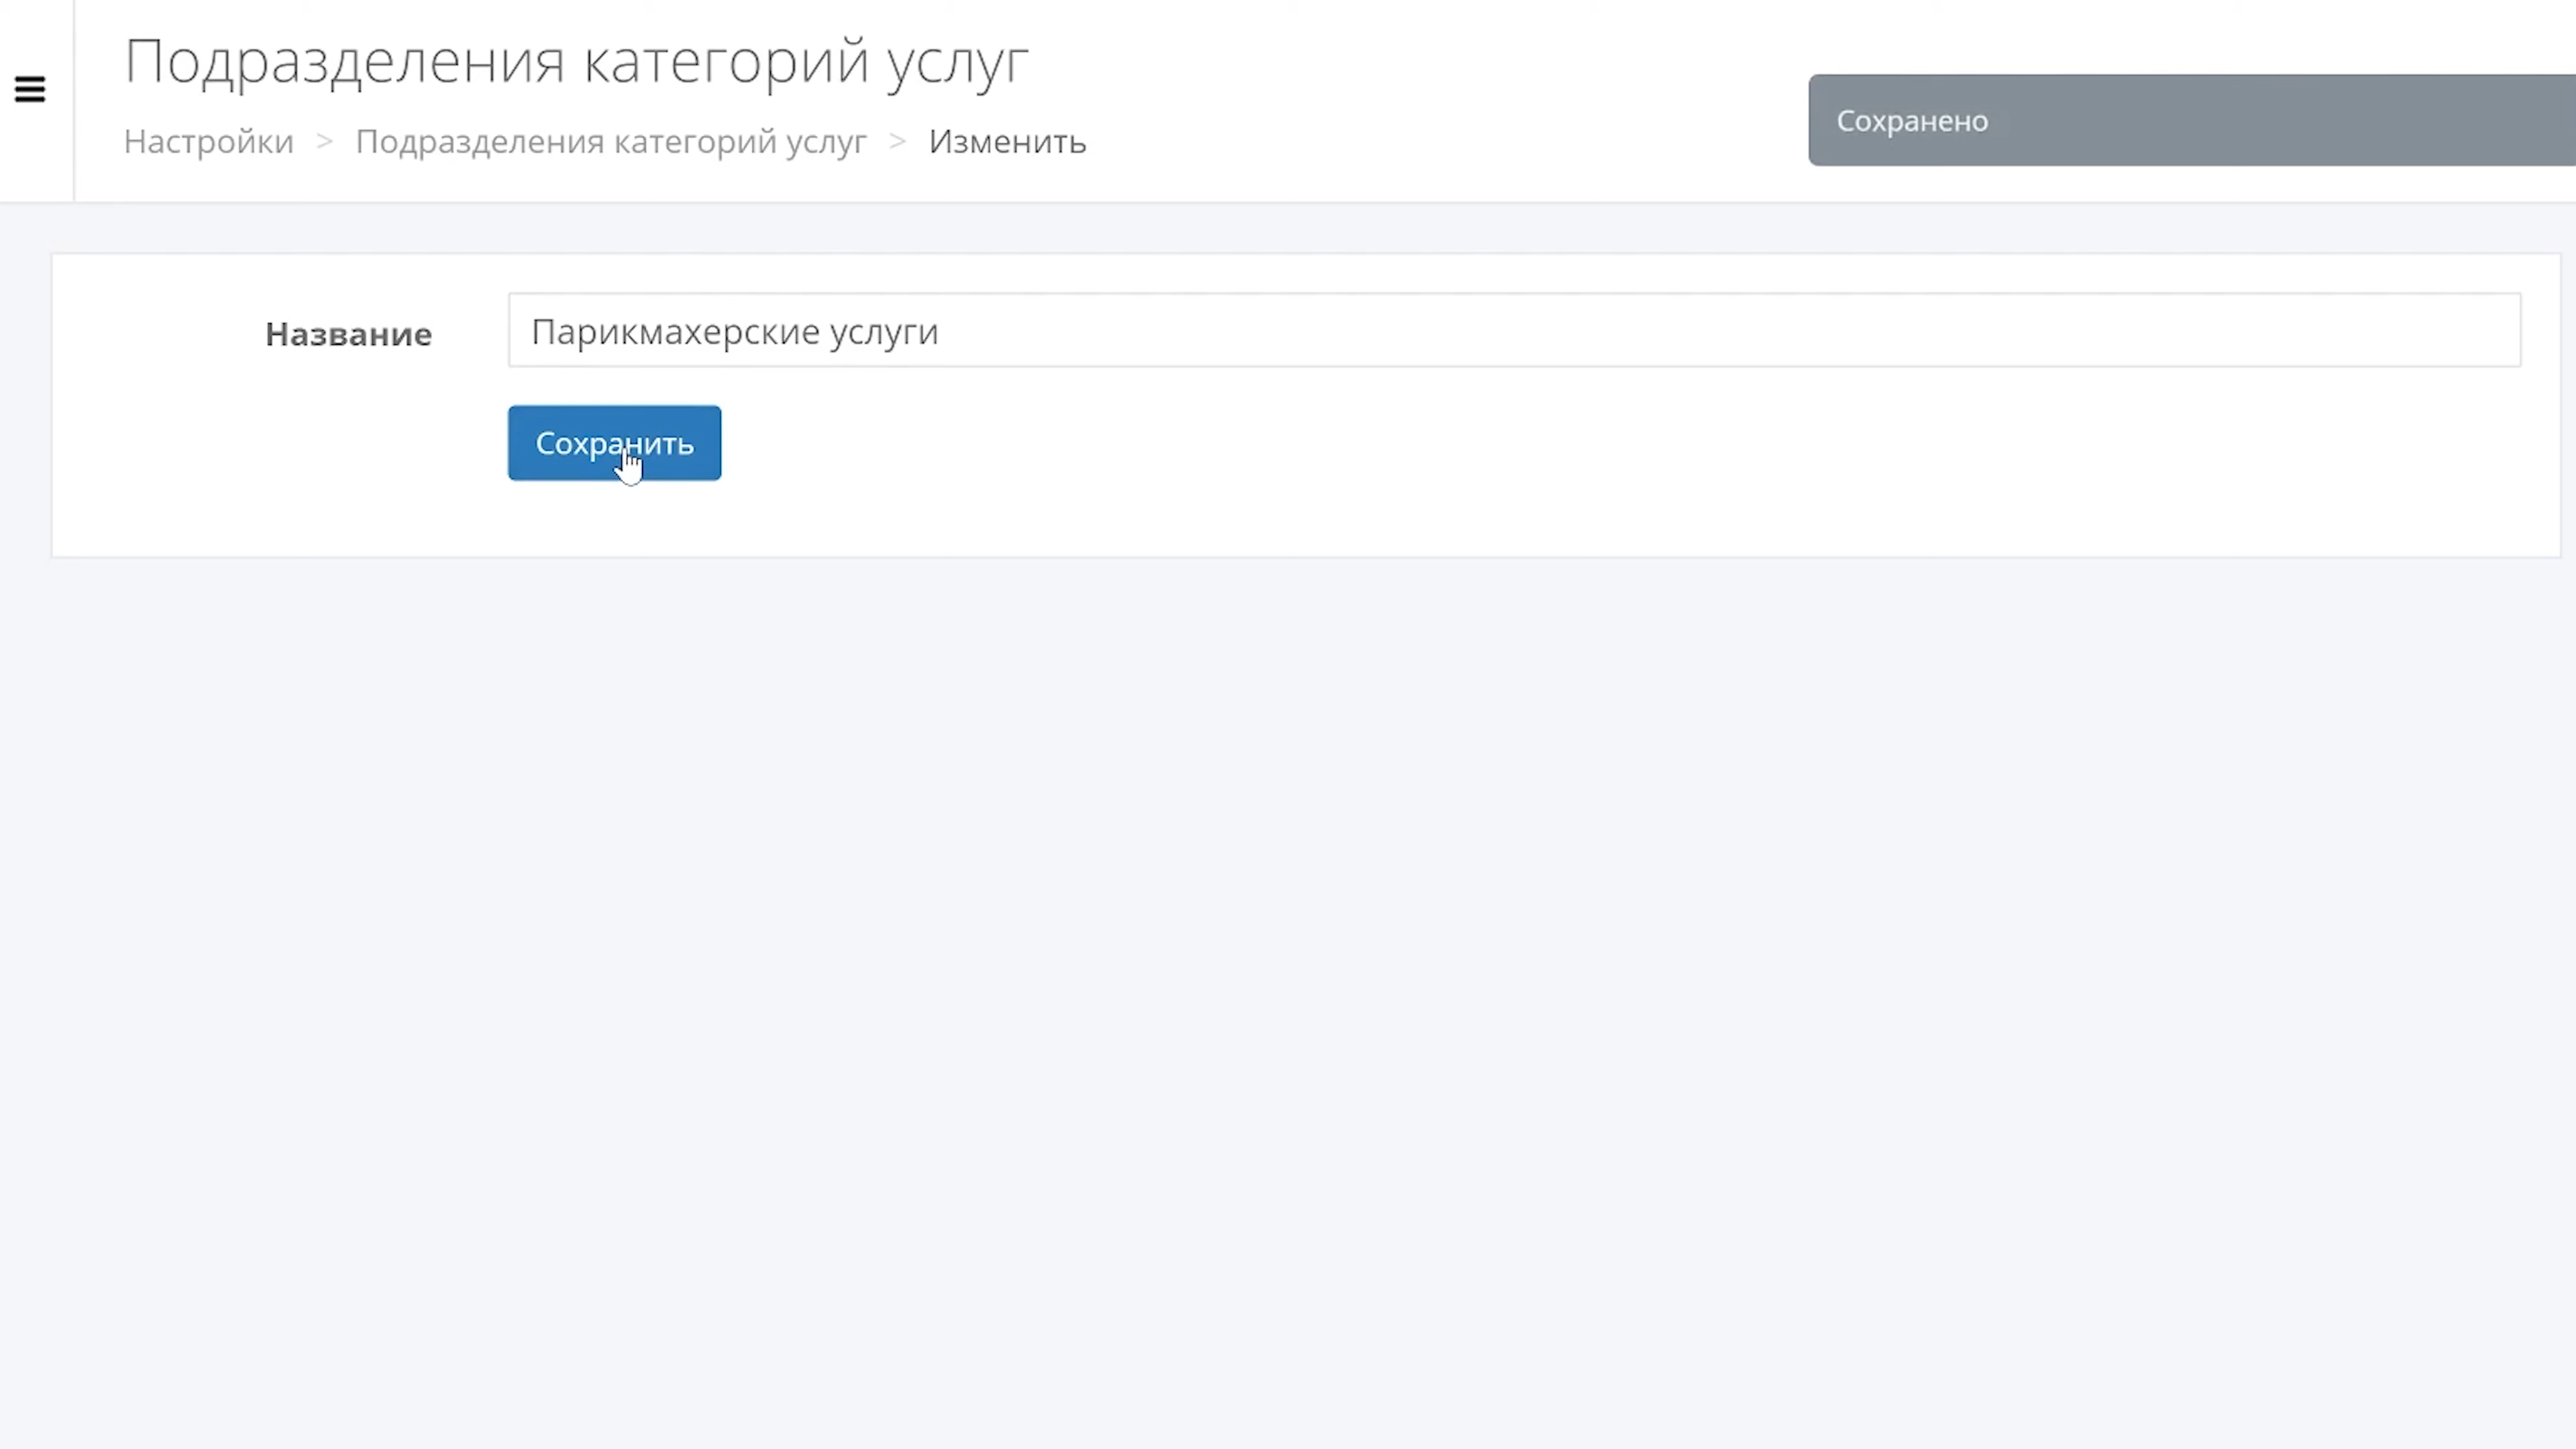 Подразделения категорий услуг
Настройки > Подразделения категорий услуг > Изменить
Сохранено
Название
Парикмахерские услуги
Сохранить